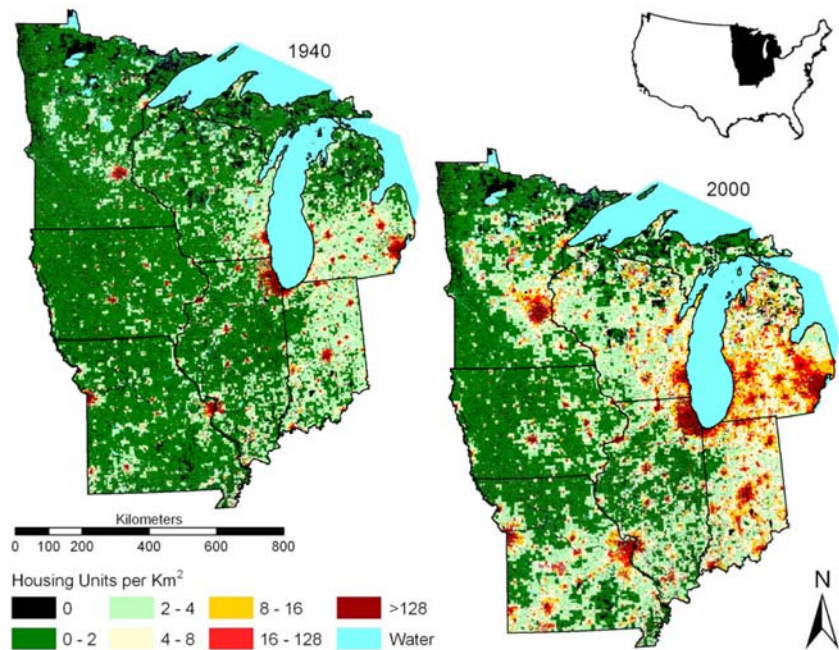 1940
2000
Kilometers
0 100 200 400 600 800
Housing Units per Km²
0 2 - 4 8 - 16 >128
0 - 2 4 - 8 16 - 128 Water
N